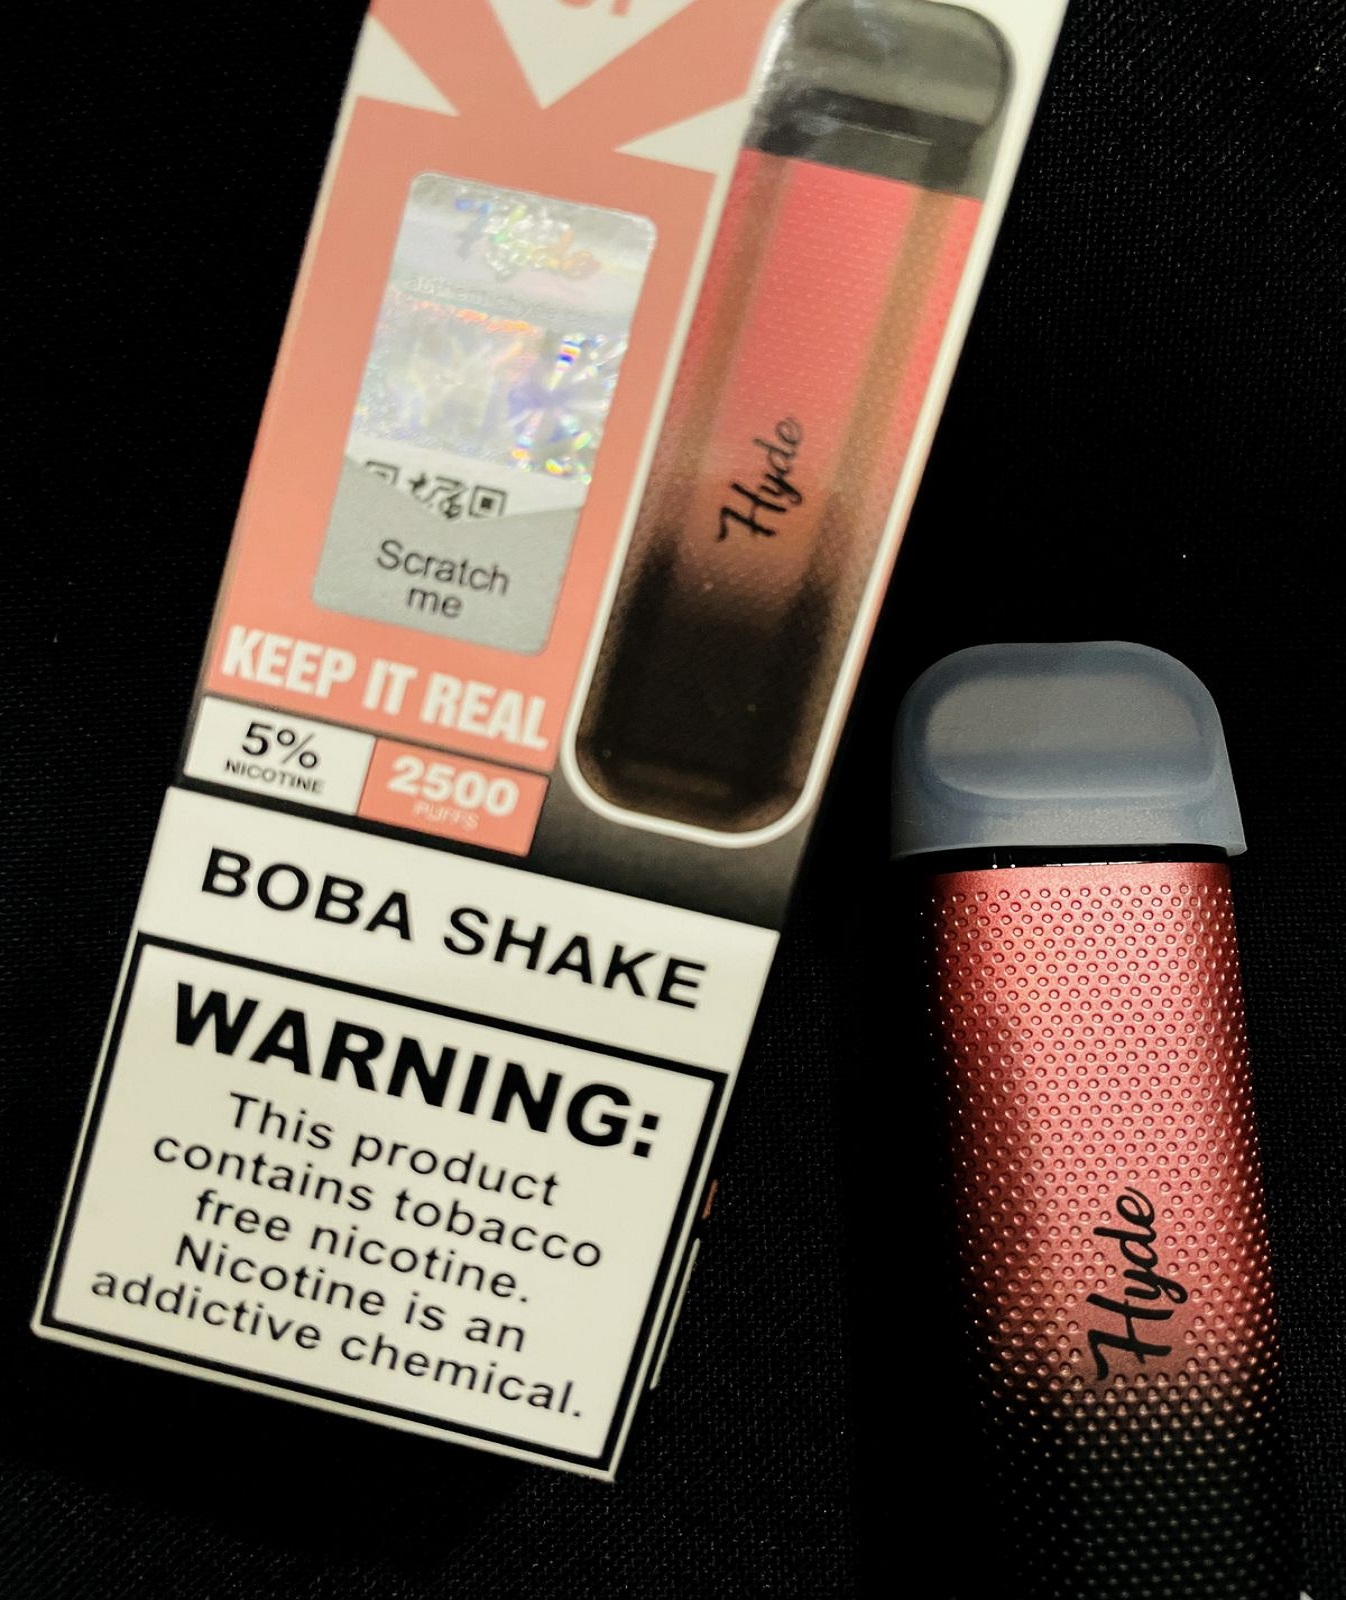 Hyde
Hyde
Scratch
me
KEEP IT REAL
5%
NICOTINE
2500
PUFFS
BOBA SHAKE
WARNING:
This product
contains tobacco
free nicotine.
Nicotine is an
addictive chemical.
Hyde